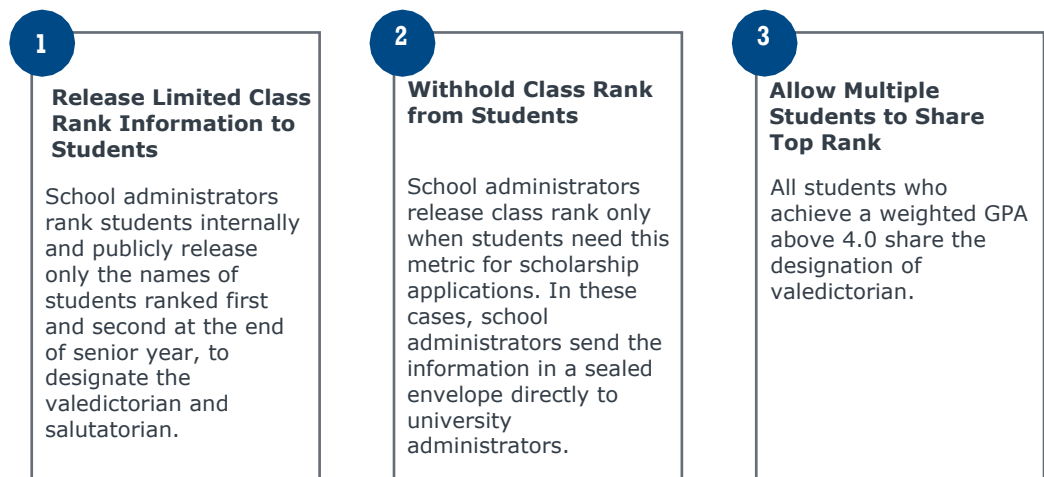 1
Release Limited Class
Rank Information to
Students
School administrators
rank students internally
and publicly release
only the names of
students ranked first
and second at the end
of senior year, to
designate the
valedictorian and
salutatorian.
2
Withhold Class Rank
from Students
School administrators
release class rank only
when students need this
metric for scholarship
applications. In these
cases, school
administrators send the
information in a sealed
envelope directly to
university
administrators.
3
Allow Multiple
Students to Share
Top Rank
All students who
achieve a weighted GPA
above 4.0 share the
designation of
valedictorian.